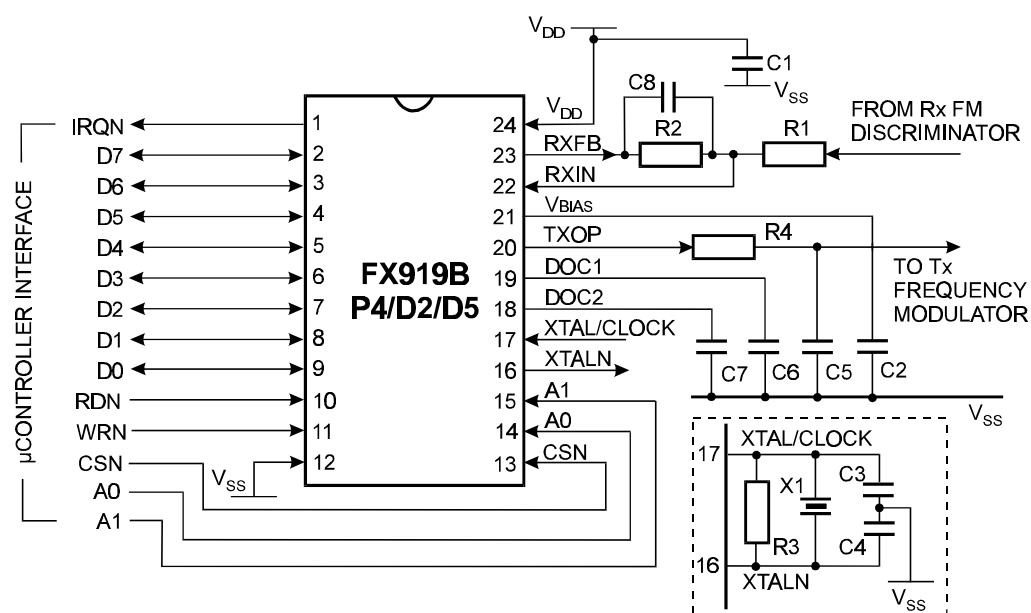 µCONTROLLER INTERFACE
IRQN
D7
D6
D5
D4
D3
D2
D1
D0
RDN
WRN
CSN
A0
A1
VSS
1
2
3
4
5
6
7
8
9
10
11
12
FX919B
P4/D2/D5
24
23
22
21
20
19
18
17
16
15
14
13
VDD
VDD
C1
VSS
C8
RXFB
R2
R1
FROM Rx FM
DISCRIMINATOR
RXIN
VBIAS
TXOP
R4
TO Tx
FREQUENCY
MODULATOR
DOC1
DOC2
XTAL/CLOCK
XTALN
A1
A0
CSN
C7
C6
C5
C2
VSS
17
XTAL/CLOCK
X1
C3
R3
C4
16
XTALN
VSS